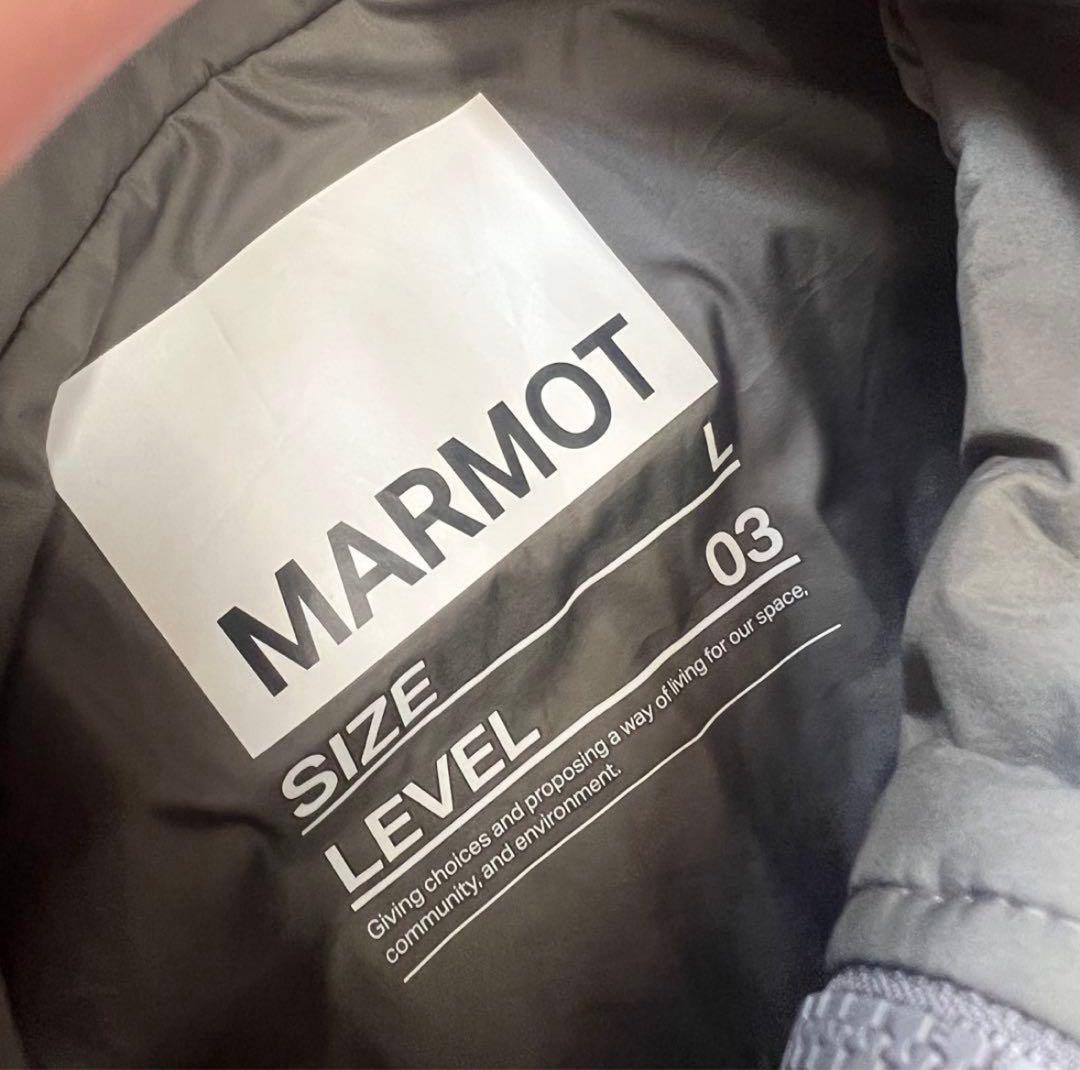 MARMOT
SIZE L
LEVEL 03
Giving choices and proposing a way of living for our space,
community, and environment.